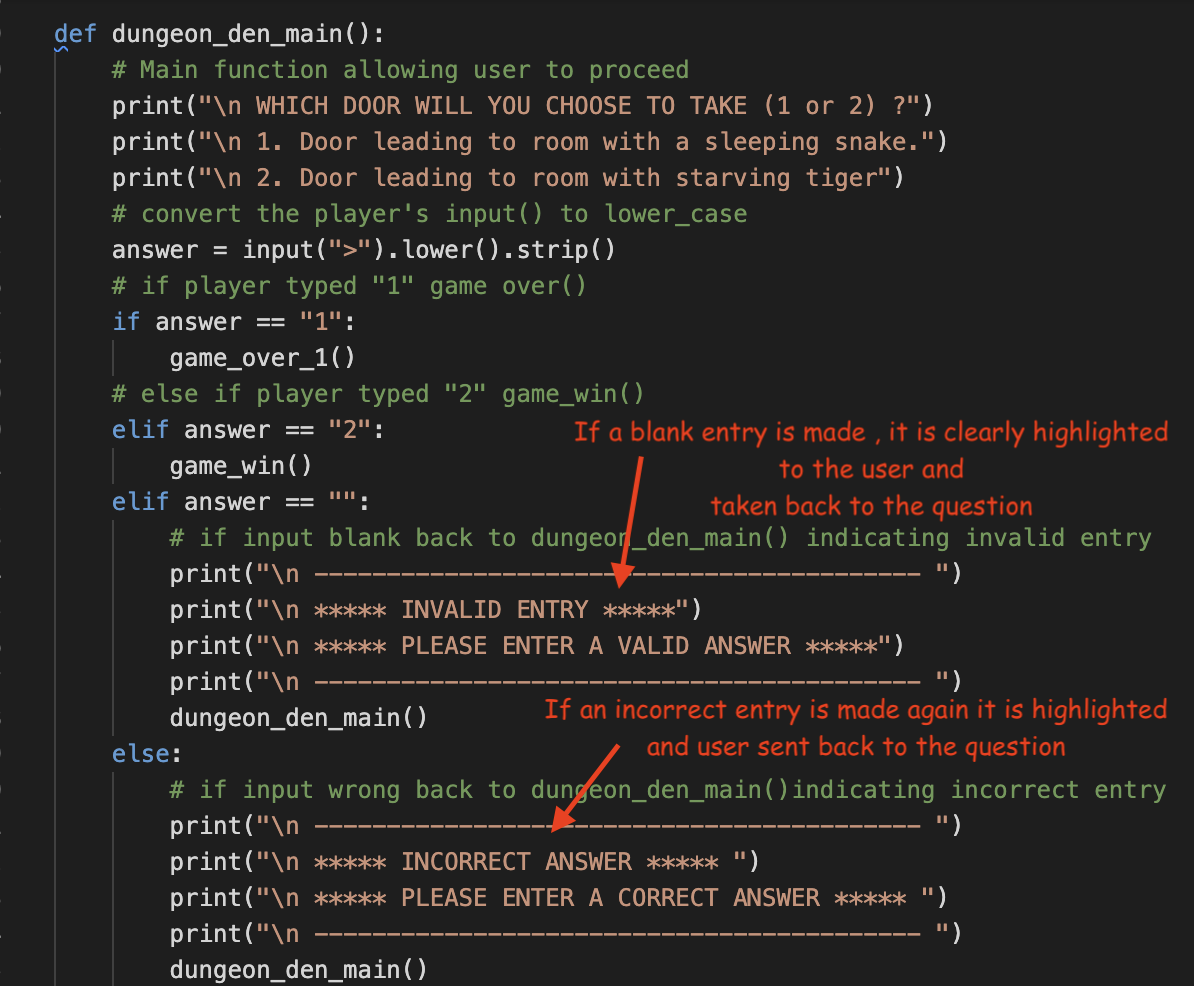 def dungeon_den_main():
# Main function allowing user to proceed
print("\n WHICH DOOR WILL YOU CHOOSE TO TAKE (1 or 2) ?")
print("\n 1. Door leading to room with a sleeping snake.")
print("\n 2. Door leading to room with starving tiger")
# convert the player's input() to lower_case
answer = input(">").lower().strip()
# if player typed "1" game over()
if answer == "1":
game_over_1()
# else if player typed "2" game_win()
elif answer == "2":
If a blank entry is made , it is clearly highlighted
to the user and
taken back to the question
game_win()
elif answer == "":
# if input blank back to dungeon_den_main() indicating invalid entry
print("\n ------------------------------------------ ")
print("\n ***** INVALID ENTRY *****")
print("\n ***** PLEASE ENTER A VALID ANSWER *****")
print("\n ------------------------------------------ ")
dungeon_den_main()
If an incorrect entry is made again it is highlighted
and user sent back to the question
else:
# if input wrong back to dungeon_den_main()indicating incorrect entry
print("\n ------------------------------------------ ")
print("\n ***** INCORRECT ANSWER ***** ")
print("\n ***** PLEASE ENTER A CORRECT ANSWER ***** ")
print("\n ------------------------------------------ ")
dungeon_den_main()